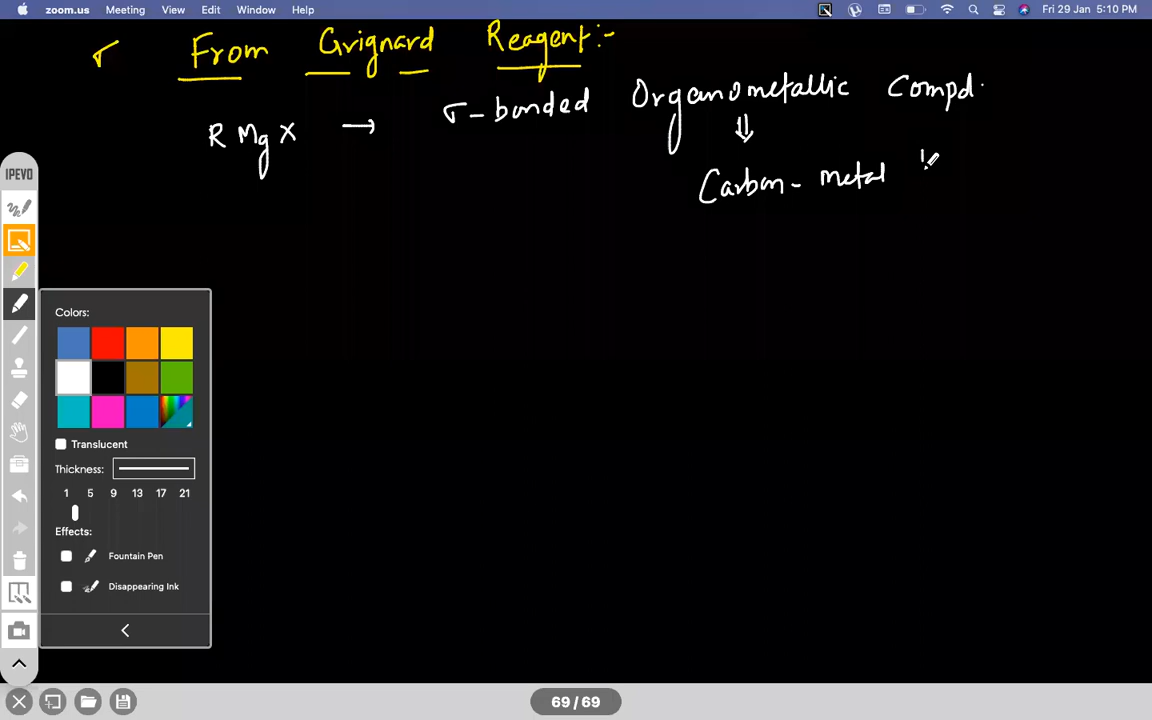 zoom.us Meeting View Edit Window Help Fri 29 Jan 5:10 PM
σ From Grignard Reagent:-
RMgX → σ-bonded Organometallic Compd.
⇓
Carbon- metal
IPEVO
Colors:
Translucent
Thickness:
1 5 9 13 17 21
Effects:
Fountain Pen
Disappearing Ink
69 / 69